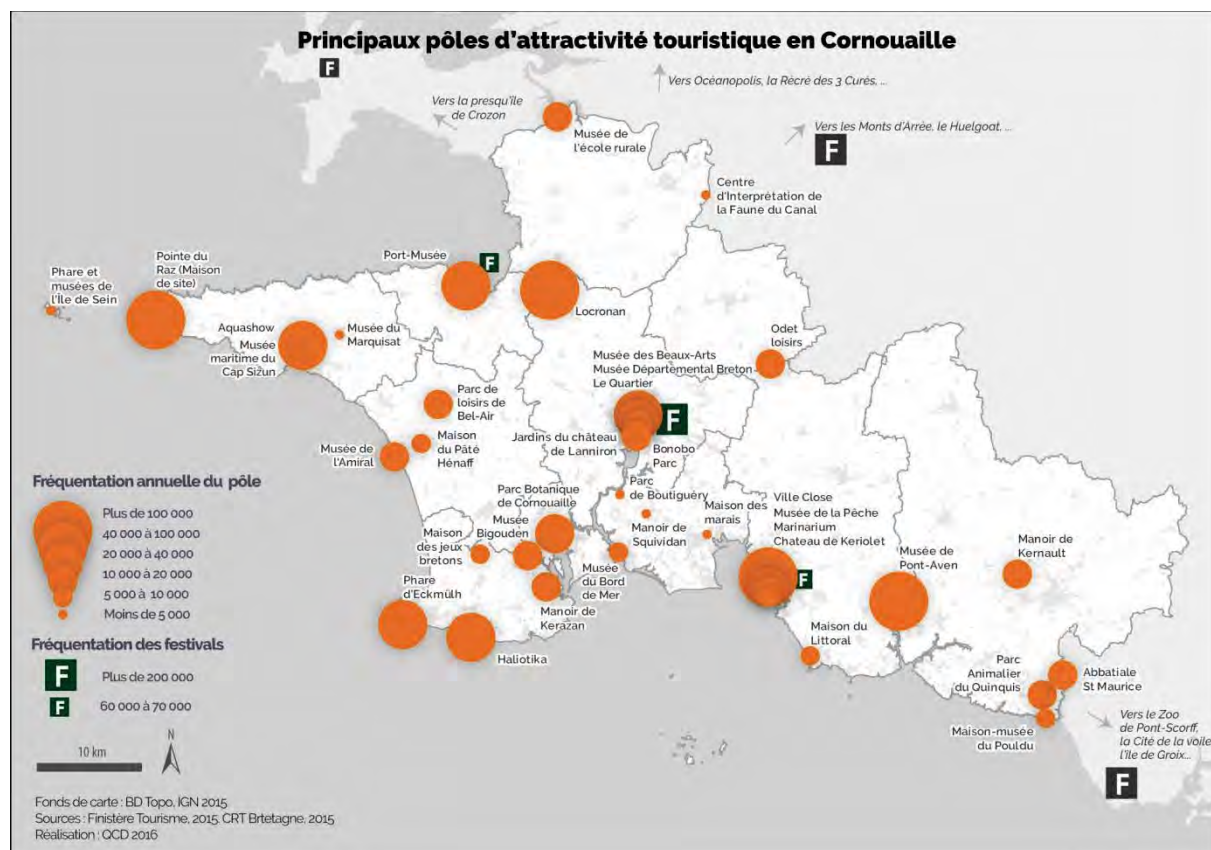 Principaux pôles d'attractivité touristique en Cornouaille
F
Vers Océanopolis, la Récré des 3 Curés, ...
Vers la presqu'île
de Crozon
Vers les Monts d'Arrée, le Huelgoat, ...
F
Musée de
l'école rurale
Centre
d'Interprétation de
la Faune du Canal
Phare et
musées de
l'Île de Sein
Pointe du
Raz (Maison
de site)
Port-Musée
F
Locronan
Aquashow
Musée
maritime du
Cap Sizun
Musée du
Marquisat
Odet
loisirs
Musée des Beaux-Arts
Musée Départemental Breton
Le Quartier
F
Parc de
loisirs de
Bel-Air
Jardins du château
de Lanniron
Bonobo
Parc
Musée de
l'Amiral
Maison
du Pâté
Hénaff
Parc Botanique
de Cornouaille
Parc
de Boutiguéry
Maison des
marais
Manoir de
Squividan
Ville Close
Musée de la Pêche
Marinarium
Chateau de Keriolet
F
Musée
Bigouden
Maison
des jeux
bretons
Musée
du Bord
de Mer
Musée de
Pont-Aven
Manoir de
Kernault
Phare
d'Eckmülh
Manoir de
Kerazan
Haliotika
Maison du
Littoral
Parc
Animalier
du Quinquis
Abbatiale
St Maurice
Maison-musée
du Pouldu
Vers le Zoo
de Pont-Scorff,
la Cité de la voile
l'île de Groix...
F
Fréquentation annuelle du pôle
Plus de 100 000
40 000 à 100 000
20 000 à 40 000
10 000 à 20 000
5 000 à 10 000
Moins de 5 000
Fréquentation des festivals
F
Plus de 200 000
F
60 000 à 70 000
10 km
N
Fonds de carte : BD Topo, IGN 2015
Sources : Finistère Tourisme, 2015, CRT Brtetagne, 2015
Réalisation : QCD 2016